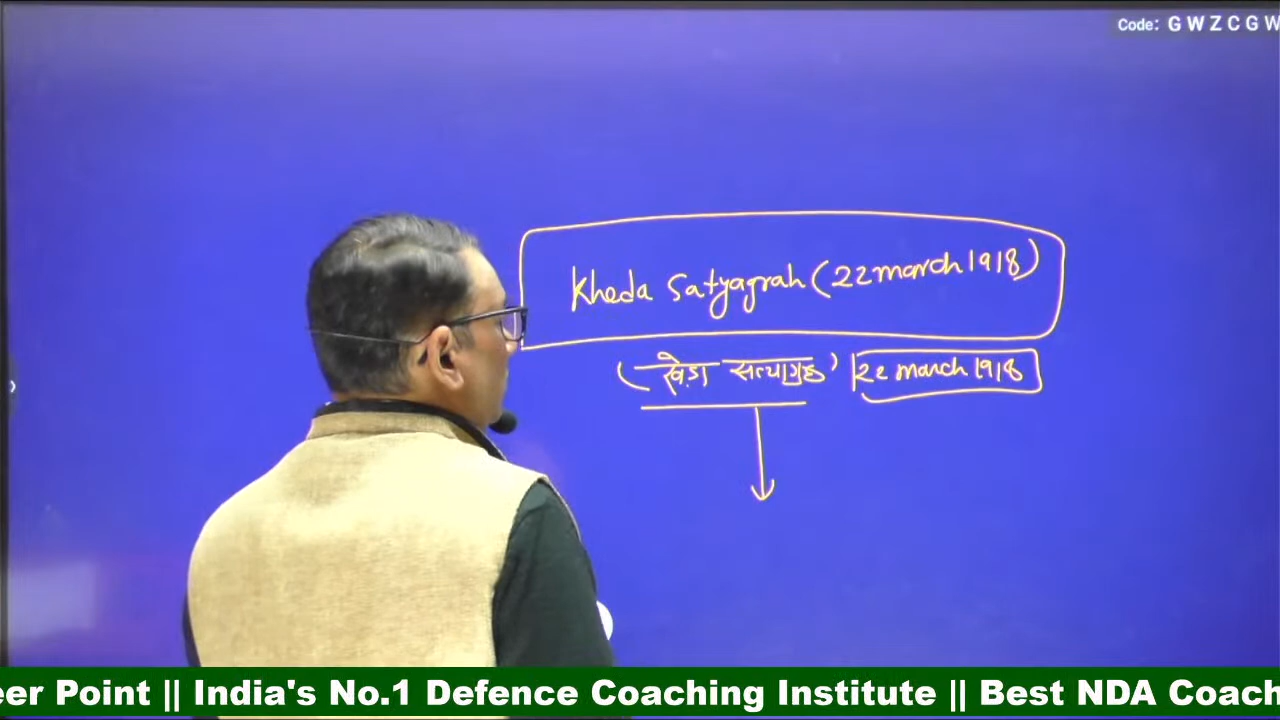 Code: G W Z C G W
Kheda Satyagrah (22 march 1918)
(खेड़ा सत्याग्रह) 22 march 1918
eer Point || India's No.1 Defence Coaching Institute || Best NDA Coach